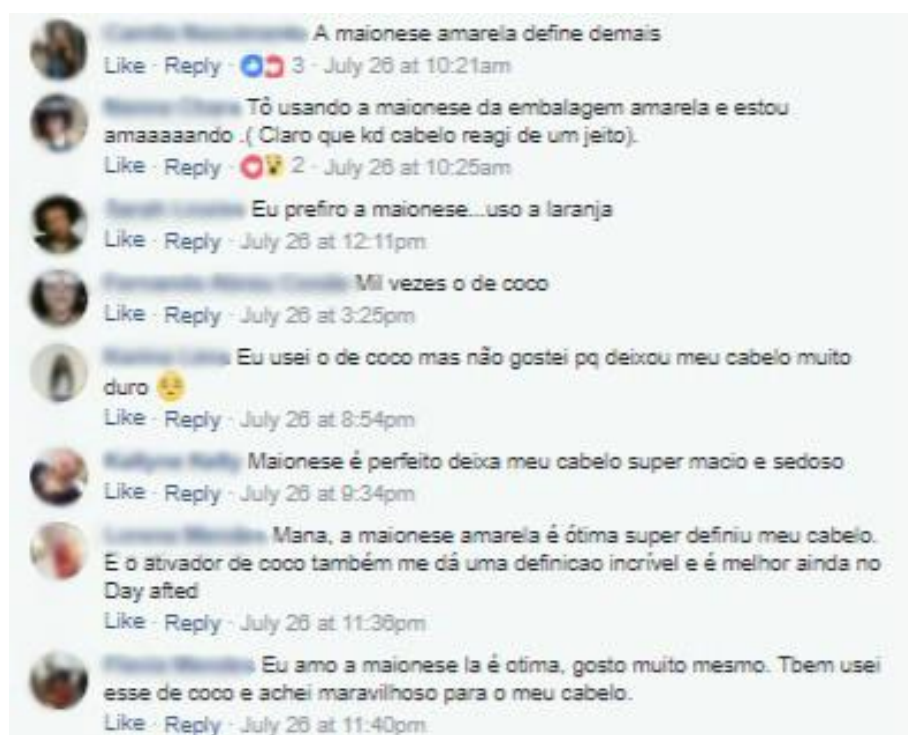 A maionese amarela define demais
Like · Reply · 3 · July 26 at 10:21am
Tô usando a maionese da embalagem amarela e estou
amaaaaando .( Claro que kd cabelo reagi de um jeito).
Like · Reply · 2 · July 26 at 10:25am
Eu prefiro a maionese...uso a laranja
Like · Reply · July 26 at 12:11pm
Mil vezes o de coco
Like · Reply · July 26 at 3:25pm
Eu usei o de coco mas não gostei pq deixou meu cabelo muito
duro
Like · Reply · July 26 at 8:54pm
Maionese é perfeito deixa meu cabelo super macio e sedoso
Like · Reply · July 26 at 9:34pm
Mana, a maionese amarela é ótima super definiu meu cabelo.
E o ativador de coco também me dá uma definicao incrível e é melhor ainda no
Day afted
Like · Reply · July 26 at 11:36pm
Eu amo a maionese la é otima, gosto muito mesmo. Tbem usei
esse de coco e achei maravilhoso para o meu cabelo.
Like · Reply · July 26 at 11:40pm